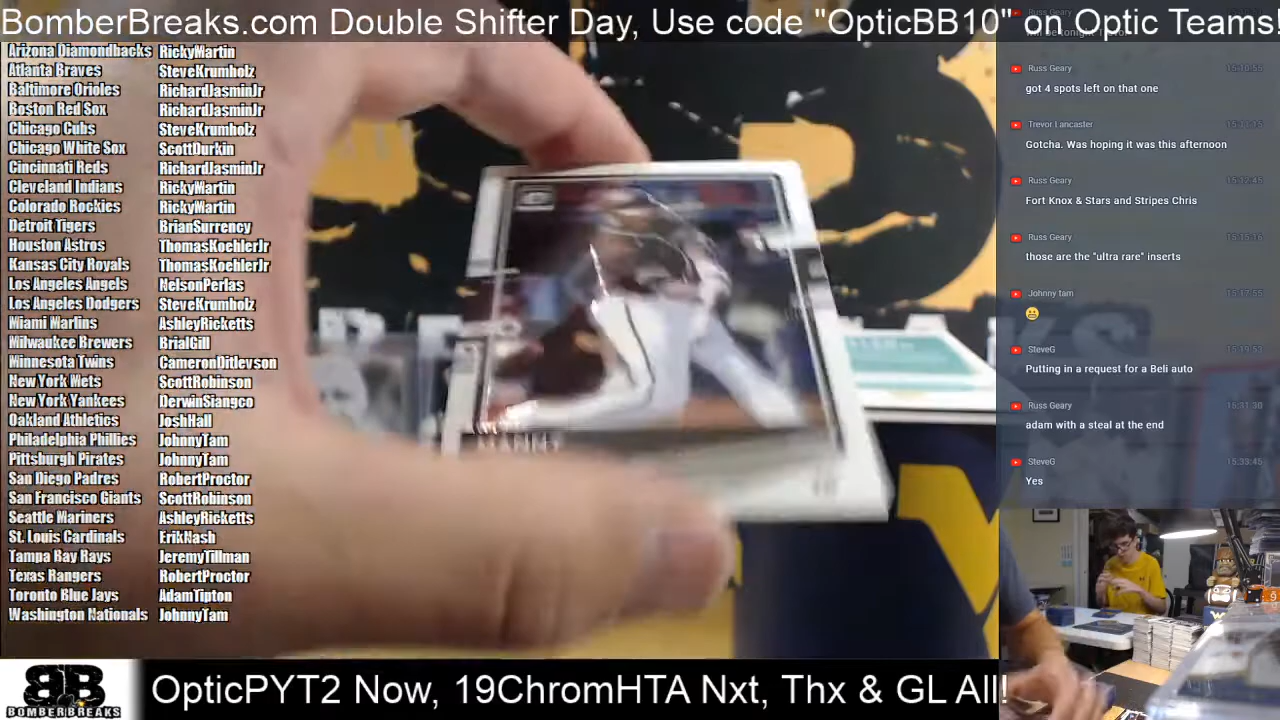 BomberBreaks.com Double Shifter Day, Use code "OpticBB10" on Optic Teams!
Arizona Diamondbacks RickyMartin
Atlanta Braves SteveKrumholz
Baltimore Orioles RichardJasminJr
Boston Red Sox RichardJasminJr
Chicago Cubs SteveKrumholz
Chicago White Sox ScottDurkin
Cincinnati Reds RichardJasminJr
Cleveland Indians RickyMartin
Colorado Rockies RickyMartin
Detroit Tigers BrianSurrency
Houston Astros ThomasKoehlerJr
Kansas City Royals ThomasKoehlerJr
Los Angeles Angels NelsonPerlas
Los Angeles Dodgers SteveKrumholz
Miami Marlins AshleyRicketts
Milwaukee Brewers BrialGill
Minnesota Twins CameronDitlevson
New York Mets ScottRobinson
New York Yankees DerwinSiangco
Oakland Athletics JoshHall
Philadelphia Phillies JohnnyTam
Pittsburgh Pirates JohnnyTam
San Diego Padres RobertProctor
San Francisco Giants ScottRobinson
Seattle Mariners AshleyRicketts
St. Louis Cardinals ErikNash
Tampa Ray Rays JeremyTillman
Texas Rangers RobertProctor
Toronto Blue Jays AdamTipton
Washington Nationals JohnnyTam
MANNY
Russ Geary
Russ Geary
got 4 spots left on that one
Trevor Lancaster
Gotcha. Was hoping it was this afternoon
Russ Geary
Fort Knox & Stars and Stripes Chris
Russ Geary
those are the "ultra rare" inserts
Johnny tam
😬
SteveG
Putting in a request for a Beli auto
Russ Geary
adam with a steal at the end
SteveG
Yes
BB
BOMBERBREAKS
OpticPYT2 Now, 19ChromHTA Nxt, Thx & GL All!